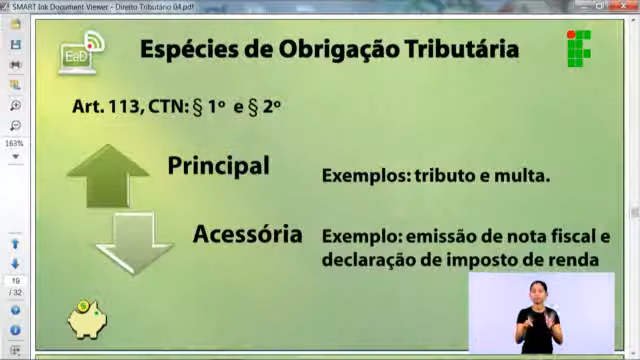 SMART Ink Document Viewer - Direito Tributário 04.pdf
EaD
Espécies de Obrigação Tributária
Art. 113, CTN: § 1º e § 2º
163%
Principal
Exemplos: tributo e multa.
Acessória
Exemplo: emissão de nota fiscal e
declaração de imposto de renda
19
/ 32